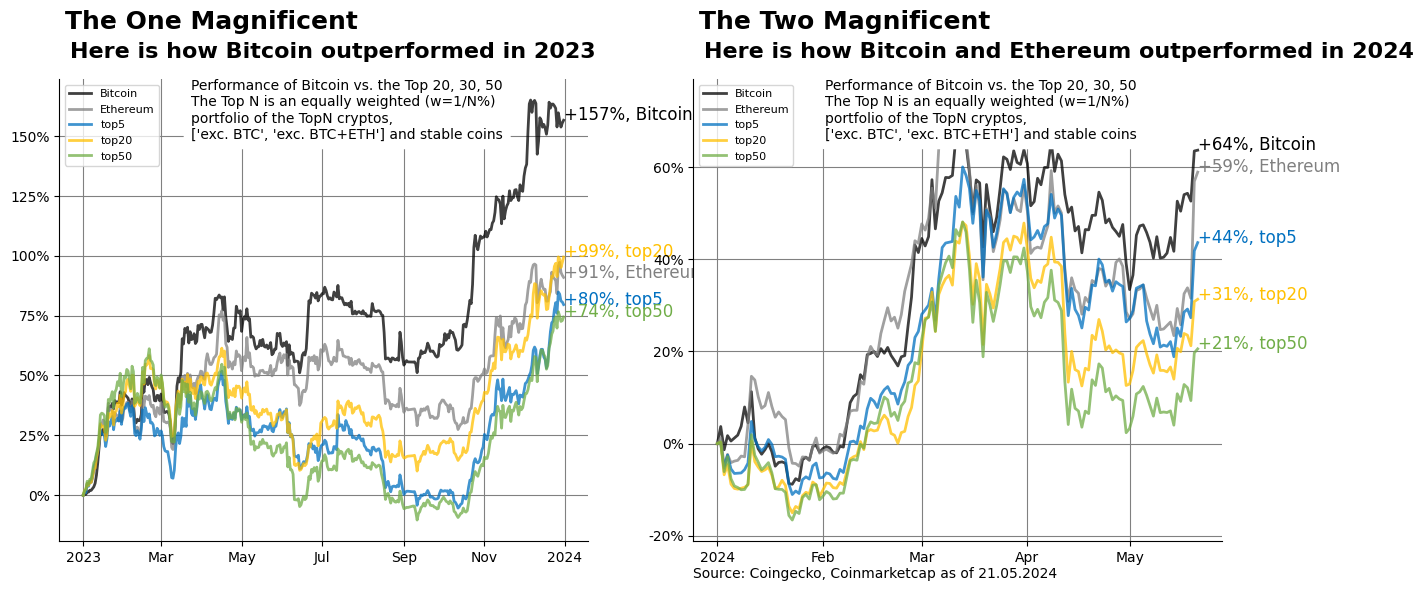 The One Magnificent
Here is how Bitcoin outperformed in 2023
Performance of Bitcoin vs. the Top 20, 30, 50
The Top N is an equally weighted (w=1/N%)
portfolio of the TopN cryptos,
['exc. BTC', 'exc. BTC+ETH'] and stable coins
Bitcoin
Ethereum
top5
top20
top50
150%
125%
100%
75%
50%
25%
0%
+157%, Bitcoin
+99%, top20
+91%, Ethereu
+80%, top5
+74%, top50
2023
Mar
May
Jul
Sep
Nov
2024
The Two Magnificent
Here is how Bitcoin and Ethereum outperformed in 2024
Performance of Bitcoin vs. the Top 20, 30, 50
The Top N is an equally weighted (w=1/N%)
portfolio of the TopN cryptos,
['exc. BTC', 'exc. BTC+ETH'] and stable coins
Bitcoin
Ethereum
top5
top20
top50
60%
40%
20%
0%
-20%
+64%, Bitcoin
+59%, Ethereum
+44%, top5
+31%, top20
+21%, top50
2024
Feb
Mar
Apr
May
Source: Coingecko, Coinmarketcap as of 21.05.2024